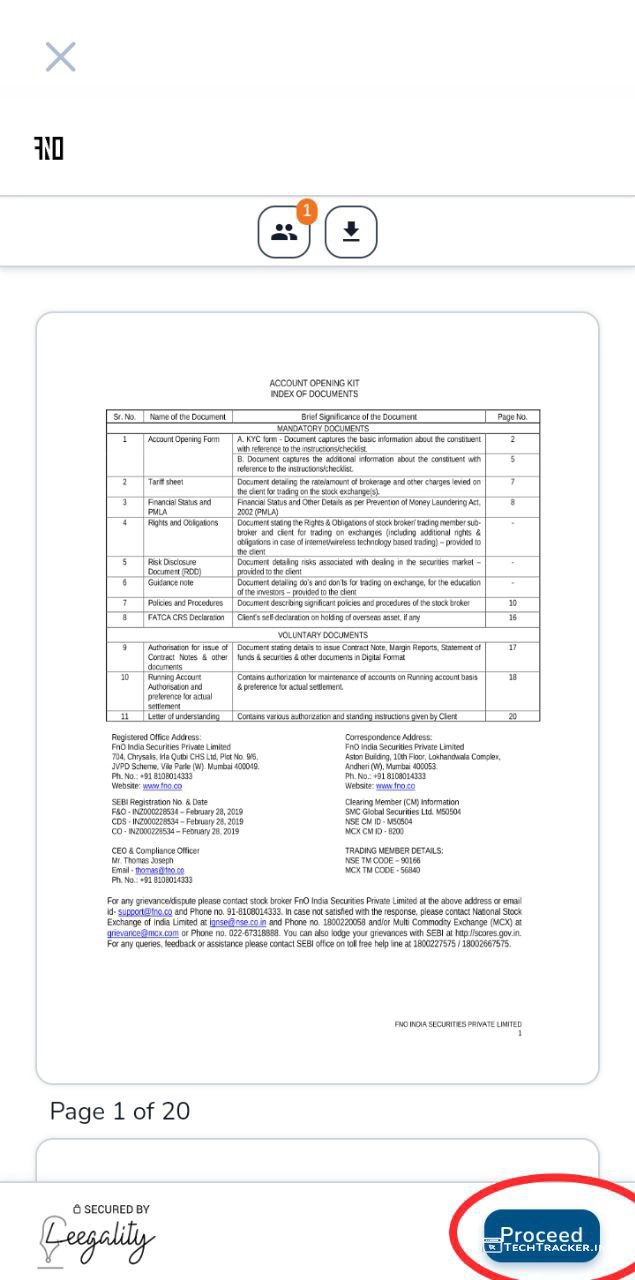 FNO
1
ACCOUNT OPENING KIT
INDEX OF DOCUMENTS
Sr. No. Name of the Document Brief Significance of the Document Page No.
MANDATORY DOCUMENTS
1 Account Opening Form A. KYC form - Document captures the basic information about the constituent 2
with reference to the instructions/checklist.
B. Document captures the additional information about the constituent with 5
reference to the instructions/checklist.
2 Tariff sheet Document detailing the rate/amount of brokerage and other charges levied on 7
the client for trading on the stock exchange(s).
3 Financial Status and Financial Status and Other Details as per Prevention of Money Laundering Act, 8
PMLA 2002 (PMLA)
4 Rights and Obligations Document stating the Rights & Obligations of stock broker/ trading member sub- -
broker and client for trading on exchanges (including additional rights &
obligations in case of internet/wireless technology based trading) – provided to
the client
5 Risk Disclosure Document detailing risks associated with dealing in the securities market – -
Document (RDD) provided to the client
6 Guidance note Document detailing do's and don'ts for trading on exchange, for the education -
of the investors – provided to the client
7 Policies and Procedures Document describing significant policies and procedures of the stock broker 10
8 FATCA CRS Declaration Client's self-declaration on holding of overseas asset, if any 16
VOLUNTARY DOCUMENTS
9 Authorisation for issue of Document stating details to issue Contract Note, Margin Reports, Statement of 17
Contract Notes & other funds & securities & other documents in Digital Format
documents
10 Running Account Contains authorization for maintenance of accounts on Running account basis 18
Authorisation and & preference for actual settlement.
preference for actual
settlement
11 Letter of understanding Contains various authorization and standing instructions given by Client 20
Registered Office Address:
FnO India Securities Private Limited
704, Chrysalis, Irla Qutbi CHS Ltd, Plot No. 9/6,
JVPD Scheme, Vile Parle (W). Mumbai 400049.
Ph. No.: +91 8108014333
Website: www.fno.co
Correspondence Address:
FnO India Securities Private Limited
Aston Building, 10th Floor, Lokhandwala Complex,
Andheri (W), Mumbai 400053.
Ph. No.: +91 8108014333
Website: www.fno.co
SEBI Registration No. & Date
F&O - INZ000228534 – February 28, 2019
CDS - INZ000228534 – February 28, 2019
CO - INZ000228534 – February 28, 2019
Clearing Member (CM) Information
SMC Global Securities Ltd. M50504
NSE CM ID - M50504
MCX CM ID - 8200
CEO & Compliance Officer
Mr. Thomas Joseph
Email - thomas@fno.co
Ph. No.: +91 8108014333
TRADING MEMBER DETAILS:
NSE TM CODE – 90166
MCX TM CODE - 56840
For any grievance/dispute please contact stock broker FnO India Securities Private Limited at the above address or email
id- support@fno.co and Phone no. 91-8108014333. In case not satisfied with the response, please contact National Stock
Exchange of India Limited at ignse@nse.co.in and Phone no. 1800220058 and/or Multi Commodity Exchange (MCX) at
grievance@mcx.com or Phone no. 022-67318888. You can also lodge your grievances with SEBI at http://scores.gov.in.
For any queries, feedback or assistance please contact SEBI office on toll free help line at 1800227575 / 18002667575.
FNO INDIA SECURITIES PRIVATE LIMITED
1
Page 1 of 20
SECURED BY
Leegality
Proceed
TECHTRACKER.I